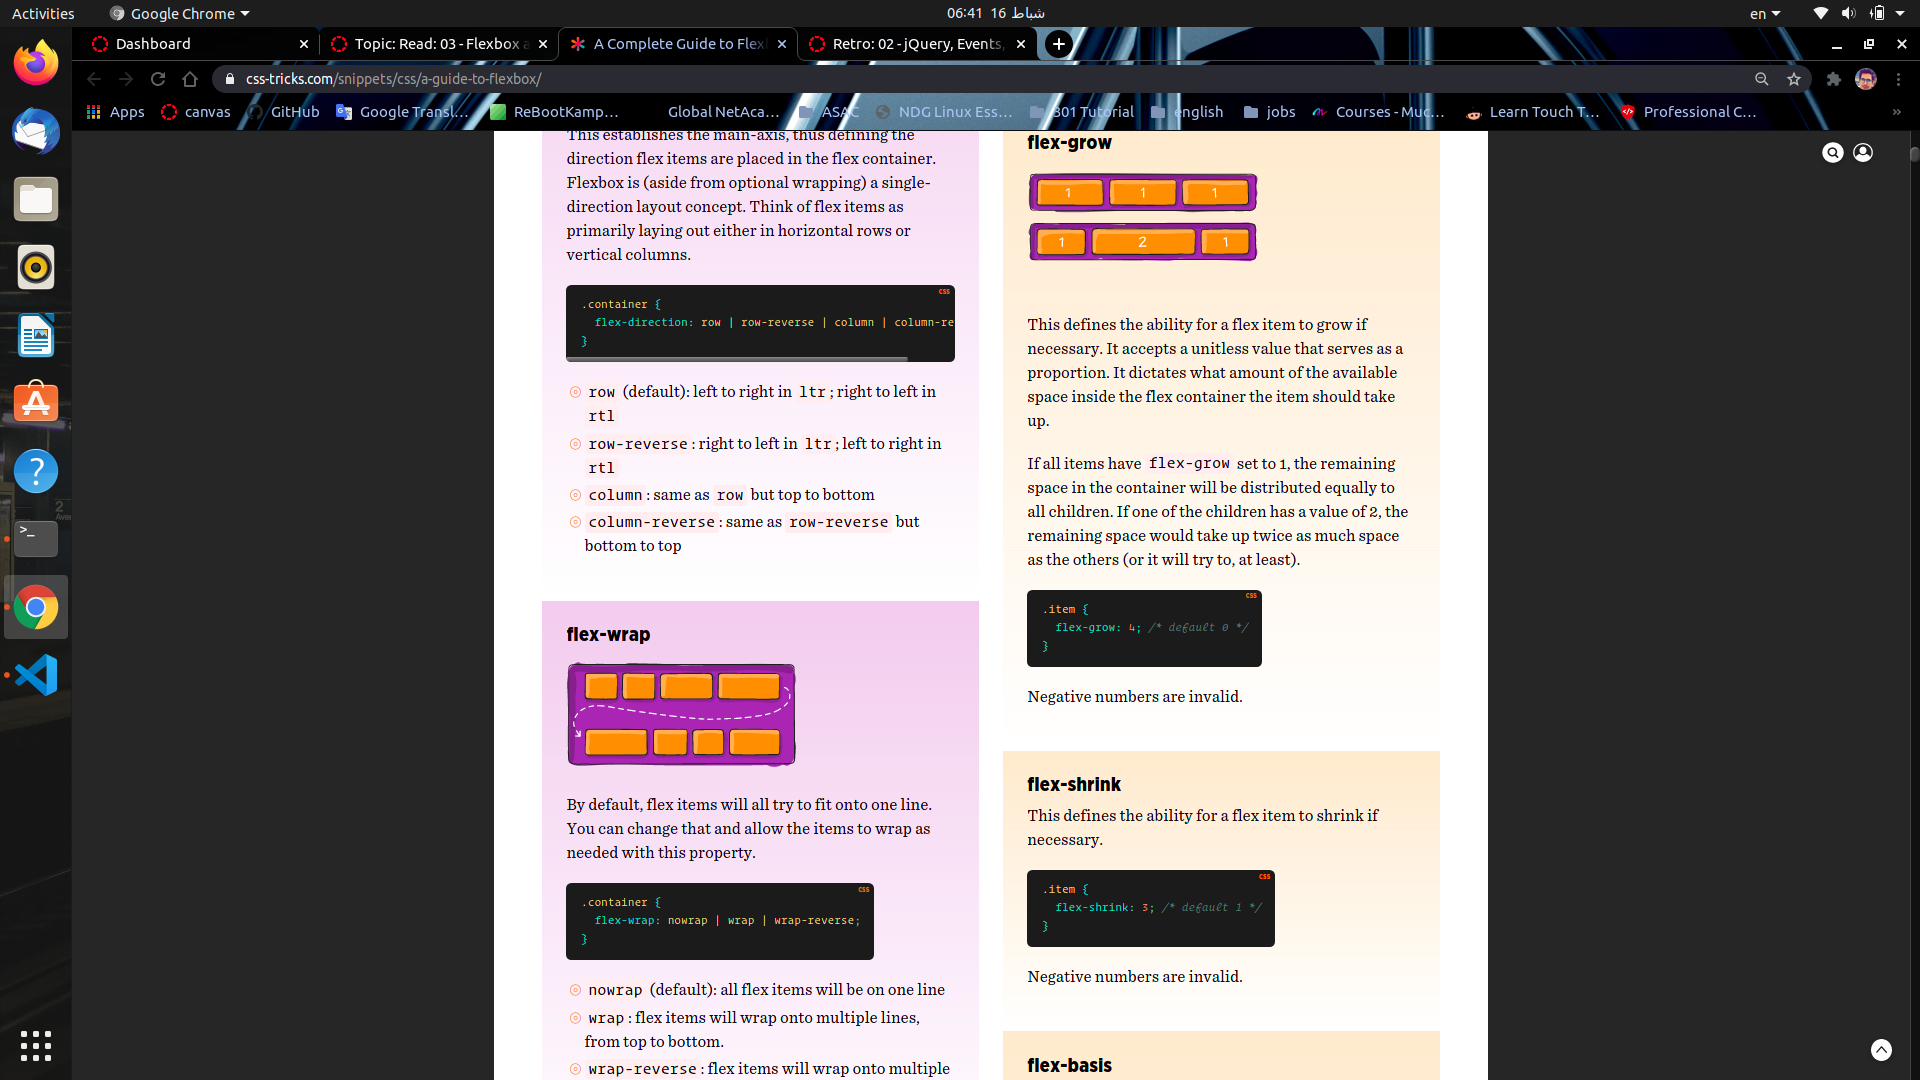 Activities
Google Chrome
شباط 16 06:41
en
Dashboard
Topic: Read: 03 - Flexbox a
A Complete Guide to Flex
Retro: 02 - jQuery, Events,
css-tricks.com/snippets/css/a-guide-to-flexbox/
Apps
canvas
GitHub
Google Transl...
ReBootKamp...
Global NetAca...
ASAC
NDG Linux Ess...
301 Tutorial
english
jobs
Courses - Muc...
Learn Touch T...
Professional C...
»
This establishes the main-axis, thus defining the
direction flex items are placed in the flex container.
Flexbox is (aside from optional wrapping) a single-
direction layout concept. Think of flex items as
primarily laying out either in horizontal rows or
vertical columns.
CSS
.container {
flex-direction: row | row-reverse | column | column-re
}
row (default): left to right in ltr; right to left in
rtl
row-reverse: right to left in ltr; left to right in
rtl
column: same as row but top to bottom
column-reverse: same as row-reverse but
bottom to top
flex-wrap
By default, flex items will all try to fit onto one line.
You can change that and allow the items to wrap as
needed with this property.
CSS
.container {
flex-wrap: nowrap | wrap | wrap-reverse;
}
nowrap (default): all flex items will be on one line
wrap: flex items will wrap onto multiple lines,
from top to bottom.
wrap-reverse: flex items will wrap onto multiple
flex-grow
1 1 1
1 2 1
This defines the ability for a flex item to grow if
necessary. It accepts a unitless value that serves as a
proportion. It dictates what amount of the available
space inside the flex container the item should take
up.
If all items have flex-grow set to 1, the remaining
space in the container will be distributed equally to
all children. If one of the children has a value of 2, the
remaining space would take up twice as much space
as the others (or it will try to, at least).
CSS
.item {
flex-grow: 4; /* default 0 */
}
Negative numbers are invalid.
flex-shrink
This defines the ability for a flex item to shrink if
necessary.
CSS
.item {
flex-shrink: 3; /* default 1 */
}
Negative numbers are invalid.
flex-basis